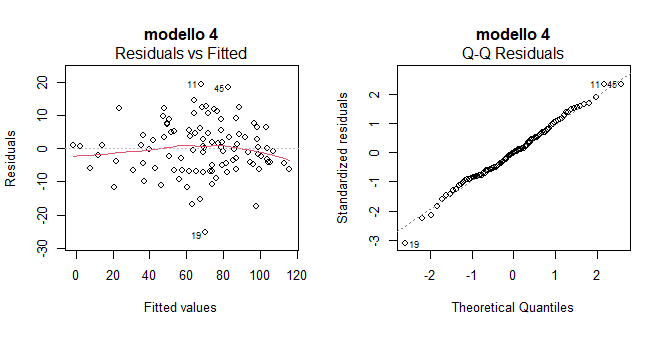 modello 4
Residuals vs Fitted
Residuals
20
10
0
-10
-20
-30
11
45
19
0 20 40 60 80 100 120
Fitted values
modello 4
Q-Q Residuals
Standardized residuals
2
1
0
-1
-2
-3
11
45
19
-2 -1 0 1 2
Theoretical Quantiles